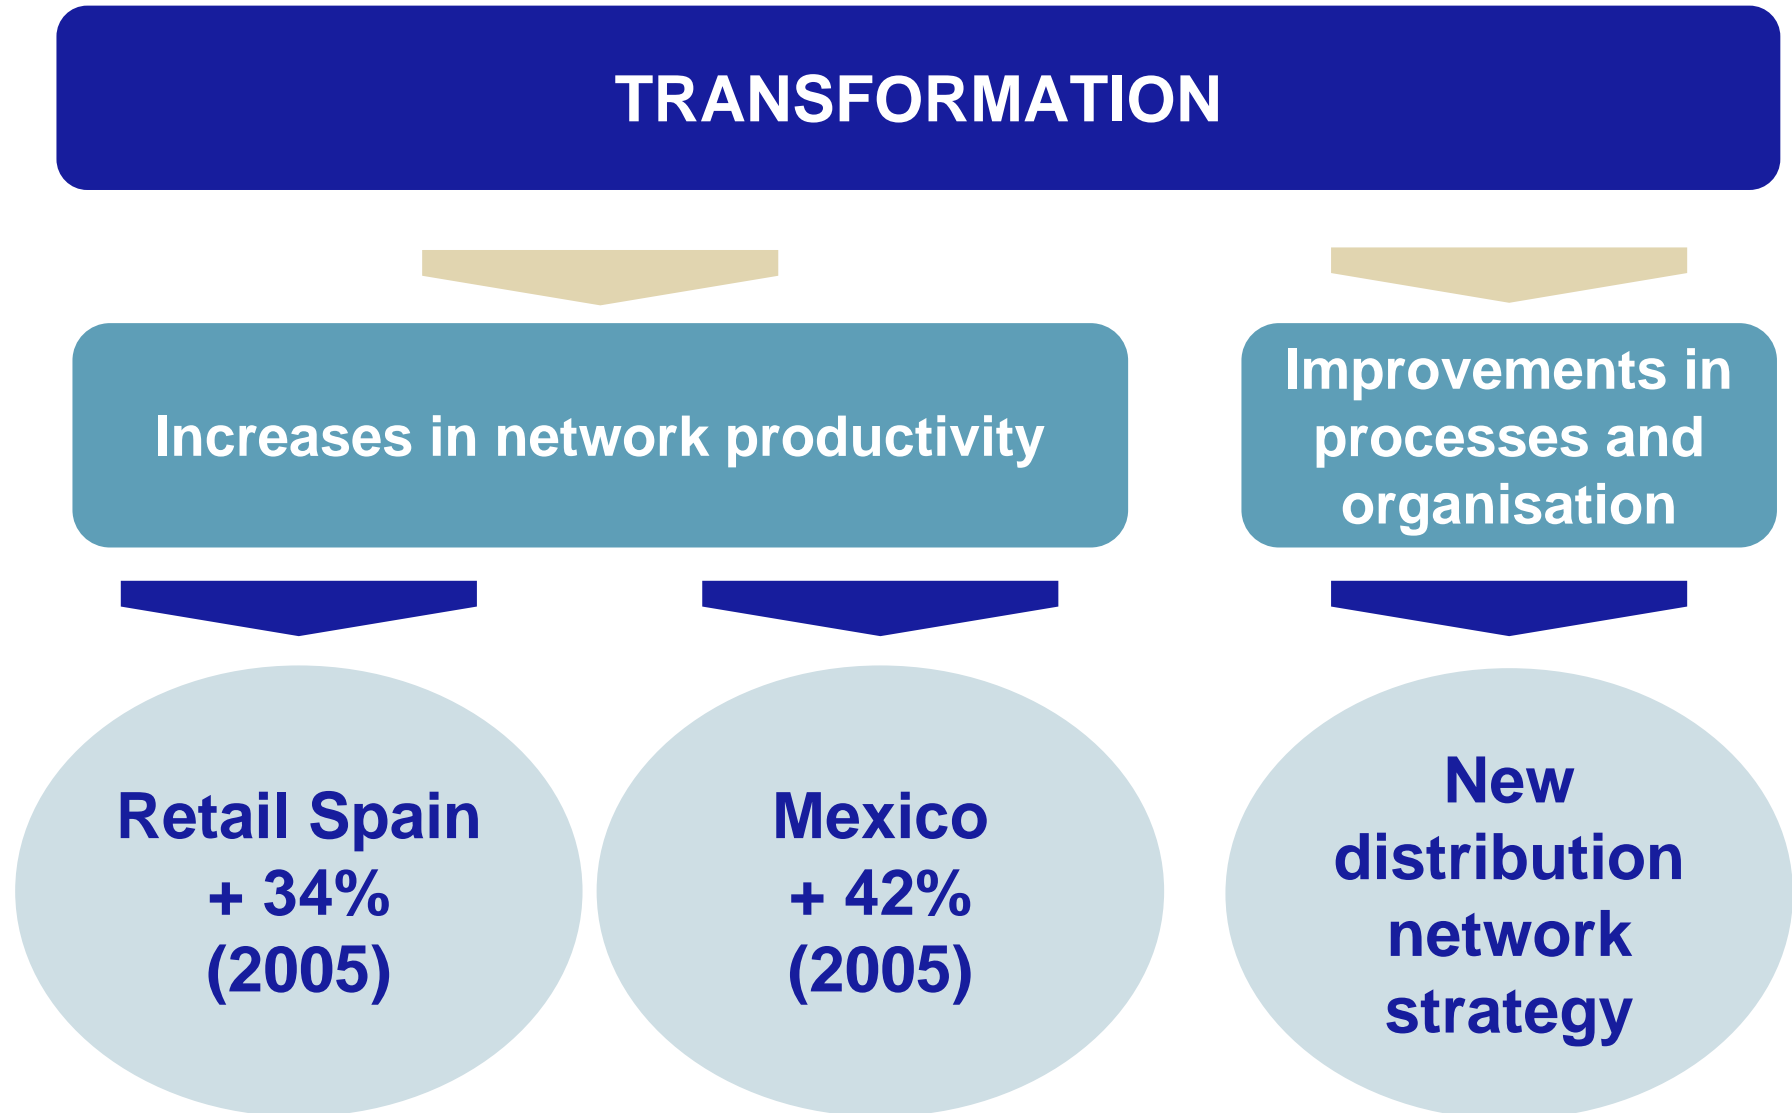 TRANSFORMATION
Increases in network productivity
Improvements in
processes and
organisation
Retail Spain
+ 34%
(2005)
Mexico
+ 42%
(2005)
New
distribution
network
strategy